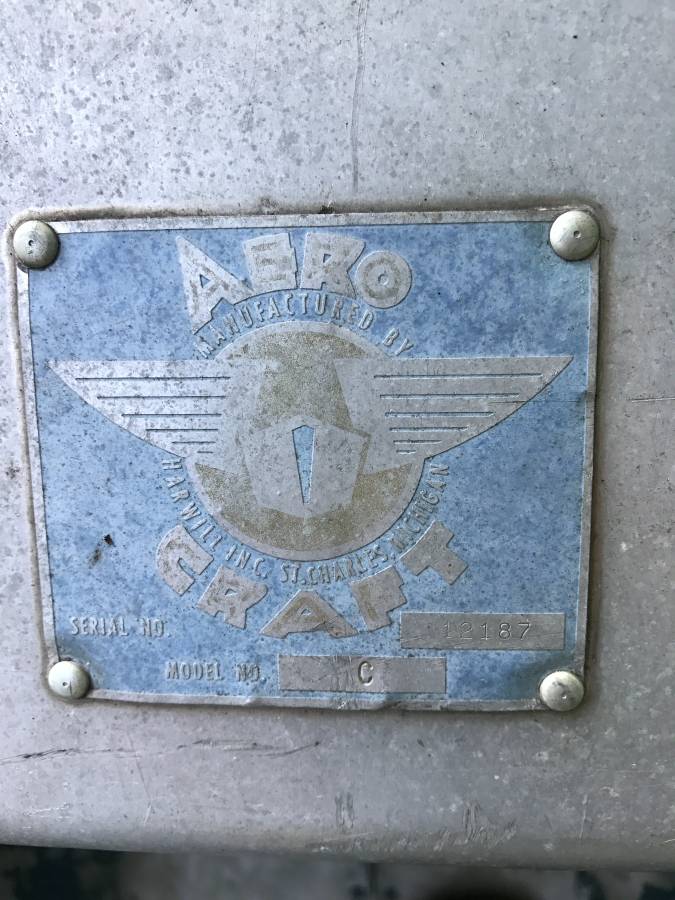 AERO
MANUFACTURED BY
HARWILL INC. ST. CHARLES, MICHIGAN
CRAFT
SERIAL NO. 12187
MODEL NO. C